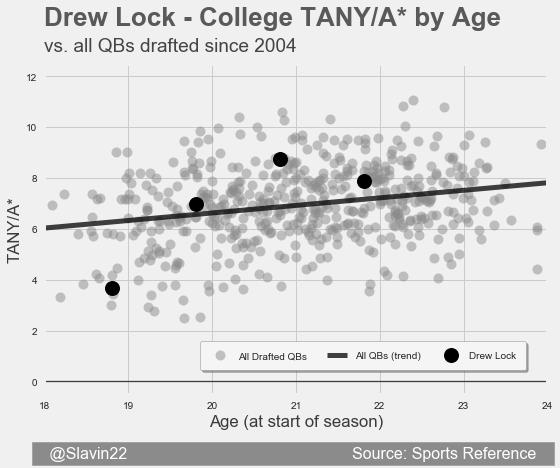 Drew Lock - College TANY/A* by Age
vs. all QBs drafted since 2004
12
10
8
6
4
2
0
TANY/A*
All Drafted QBs
All QBs (trend)
Drew Lock
18 19 20 21 22 23 24
Age (at start of season)
@Slavin22
Source: Sports Reference